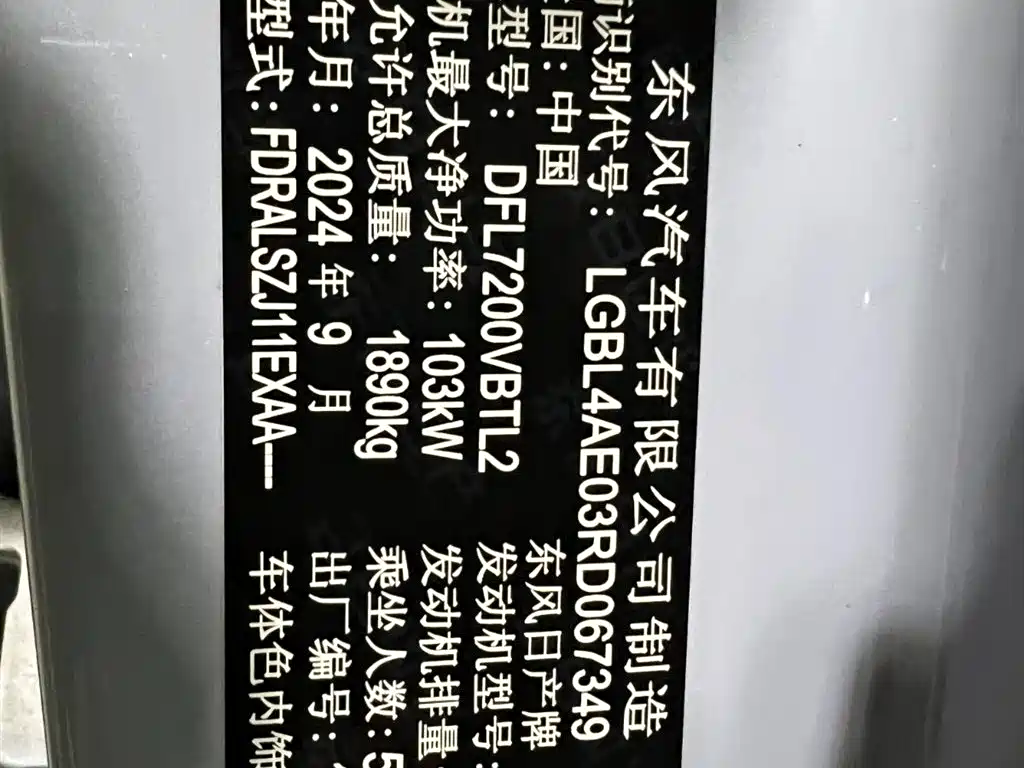 东风汽车有限公司制造
识别代号：LGBL4AE03RD067349
国：中国 东风日产牌
型号：DFL7200VBTL2 发动机型号：
机最大净功率：103kW 发动机排量
允许总质量：1890kg 乘坐人数：5
年月：2024年9月 出厂编号：
型式：FDRALSZJ11EXAA--- 车体色内饰